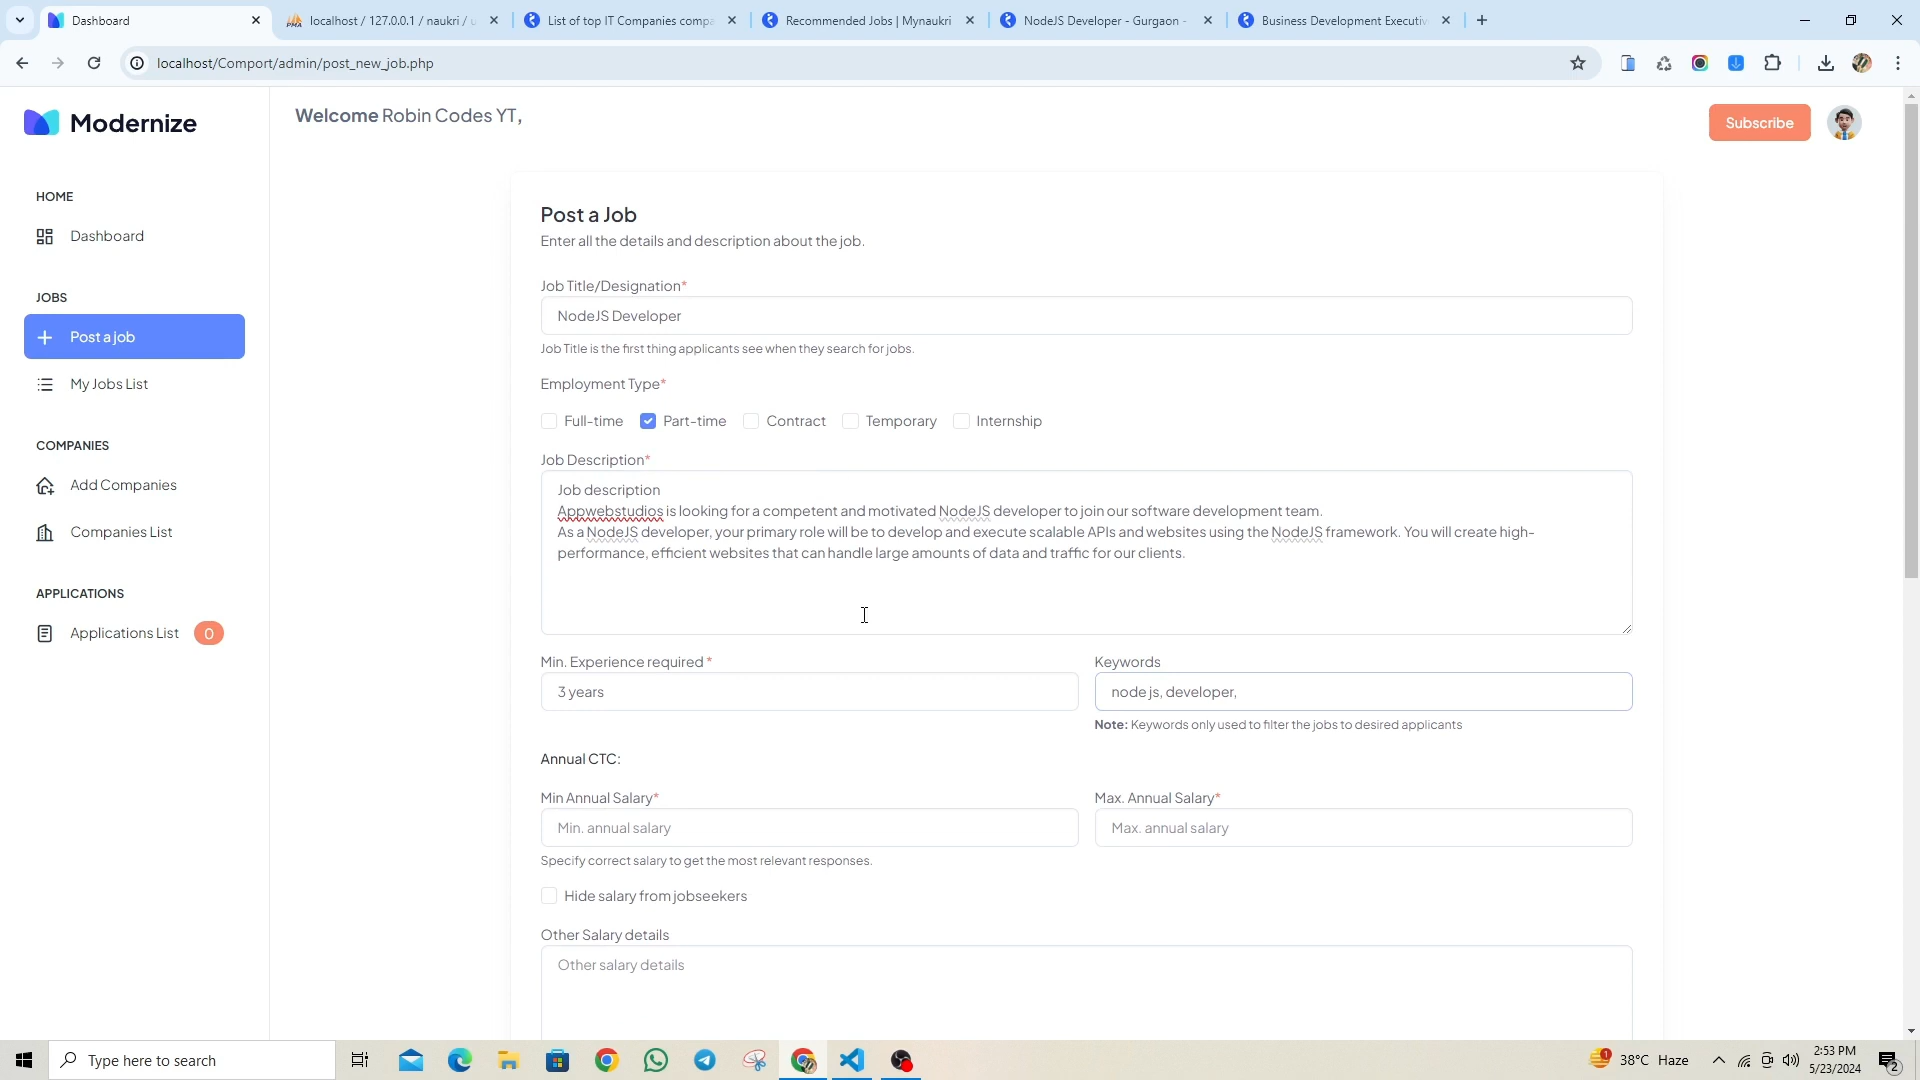 Dashboard
localhost / 127.0.0.1 / naukri / u
List of top IT Companies comp
Recommended Jobs | Mynaukri
NodeJS Developer - Gurgaon -
Business Development Executiv
localhost/Comport/admin/post_new_job.php
Modernize
Welcome Robin Codes YT,
Subscribe
HOME
Dashboard
JOBS
Post a job
My Jobs List
COMPANIES
Add Companies
Companies List
APPLICATIONS
Applications List 0
Post a Job
Enter all the details and description about the job.
Job Title/Designation*
NodeJS Developer
Job Title is the first thing applicants see when they search for jobs.
Employment Type*
Full-time Part-time Contract Temporary Internship
Job Description*
Job description
Appwebstudios is looking for a competent and motivated NodeJS developer to join our software development team.
As a NodeJS developer, your primary role will be to develop and execute scalable APIs and websites using the NodeJS framework. You will create high-
performance, efficient websites that can handle large amounts of data and traffic for our clients.
Min. Experience required *
3 years
Keywords
node js, developer,
Note: Keywords only used to filter the jobs to desired applicants
Annual CTC:
Min Annual Salary*
Min. annual salary
Max. Annual Salary*
Max. annual salary
Specify correct salary to get the most relevant responses.
Hide salary from jobseekers
Other Salary details
Other salary details
Type here to search
1
38°C Haze
2:53 PM
5/23/2024
2